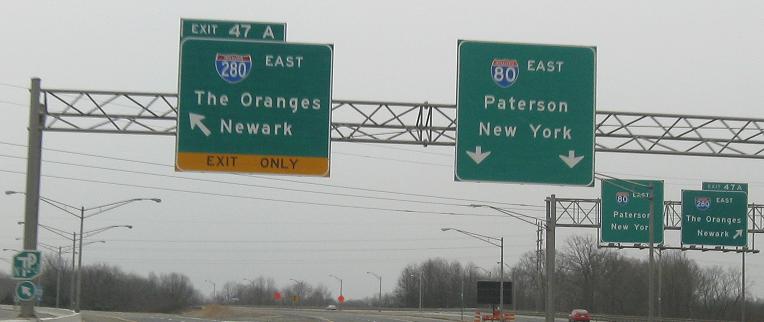 EXIT 47 A
280 EAST
The Oranges
Newark
EXIT ONLY
80 EAST
Paterson
New York
80 EAST
Paterson
New York
EXIT 47A
280 EAST
The Oranges
Newark
TP